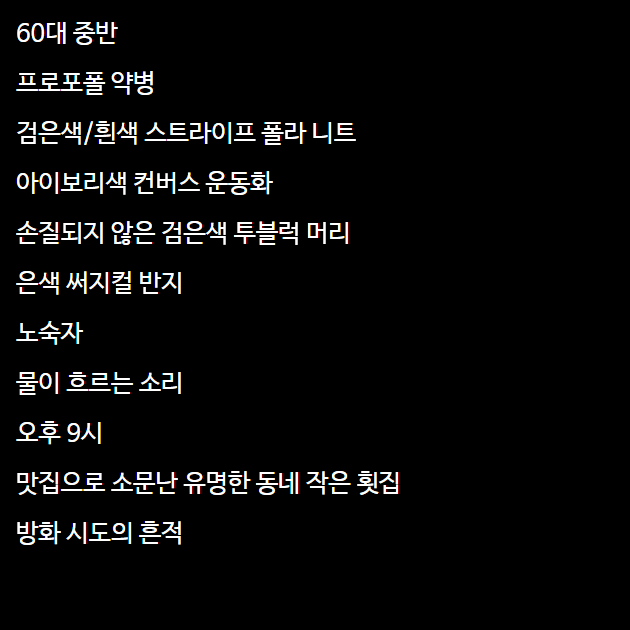 60대 중반
프로포폴 약병
검은색/흰색 스트라이프 폴라 니트
아이보리색 컨버스 운동화
손질되지 않은 검은색 투블럭 머리
은색 써지컬 반지
노숙자
물이 흐르는 소리
오후 9시
맛집으로 소문난 유명한 동네 작은 횟집
방화 시도의 흔적